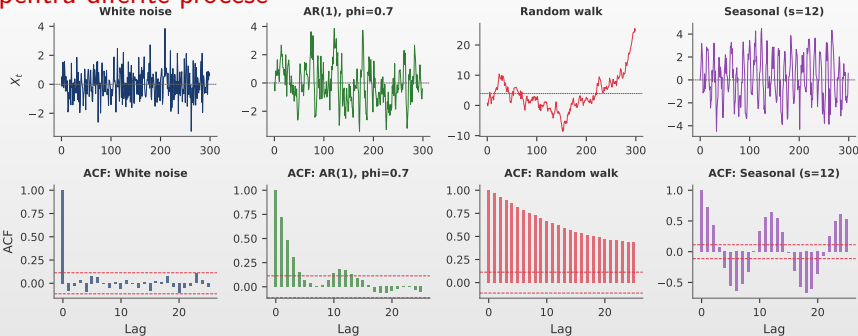 pentru diferite procese
White noise
AR(1), phi=0.7
Random walk
Seasonal (s=12)
4
2
0
−2
X_t
0 100 200 300
4
2
0
−2
0 100 200 300
20
10
0
−10
0 100 200 300
4
2
0
−2
−4
0 100 200 300
ACF: White noise
ACF: AR(1), phi=0.7
ACF: Random walk
ACF: Seasonal (s=12)
1.00
0.75
0.50
0.25
0.00
ACF
0 10 20
Lag
1.00
0.75
0.50
0.25
0.00
0 10 20
Lag
1.00
0.75
0.50
0.25
0.00
0 10 20
Lag
1.0
0.5
0.0
−0.5
0 10 20
Lag